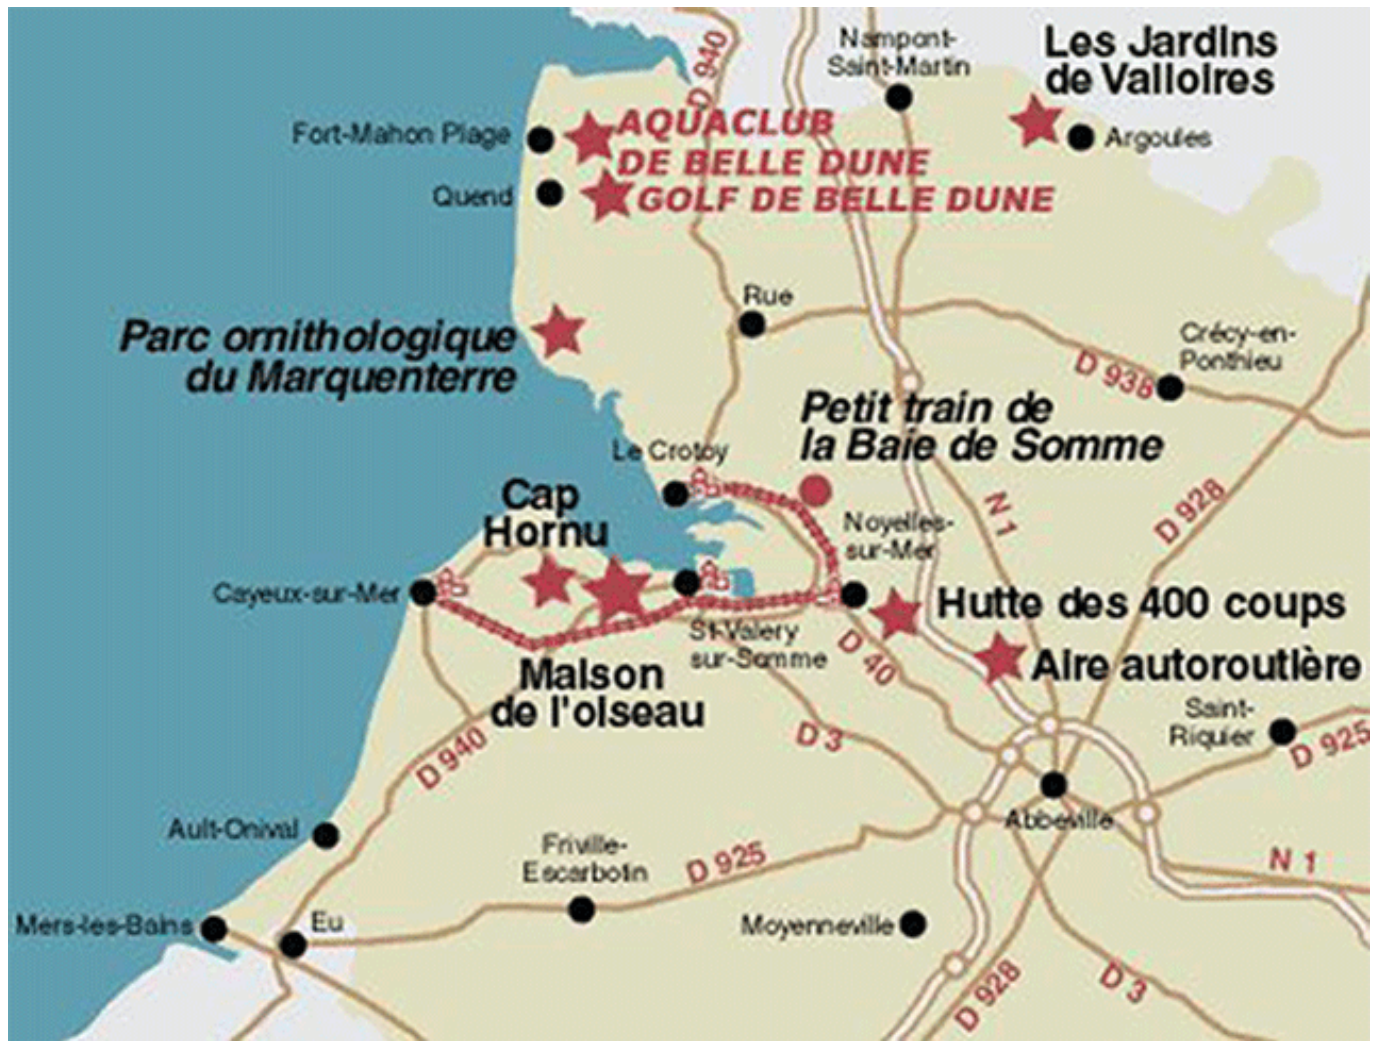 D 940
Nampont-
Saint-Martin
Les Jardins
de Valloires
Fort-Mahon Plage
AQUACLUB
DE BELLE DUNE
Argoules
Quend
GOLF DE BELLE DUNE
Rue
Parc ornithologique
du Marquenterre
Crécy-en-
Ponthieu
D 938
Petit train de
la Baie de Somme
Le Crotoy
Cap
Hornu
N 1
D 928
Noyelles-
sur-Mer
Cayeux-sur-Mer
Hutte des 400 coups
St-Valery
sur-Somme
D 40
Aire autoroutière
Maison
de l'oiseau
Saint-
Riquier
D 925
D 3
D 940
Ault-Onival
Abbeville
Friville-
Escarbotin
D 925
N 1
Mers-les-Bains
Eu
Moyenneville
D 928
D 3